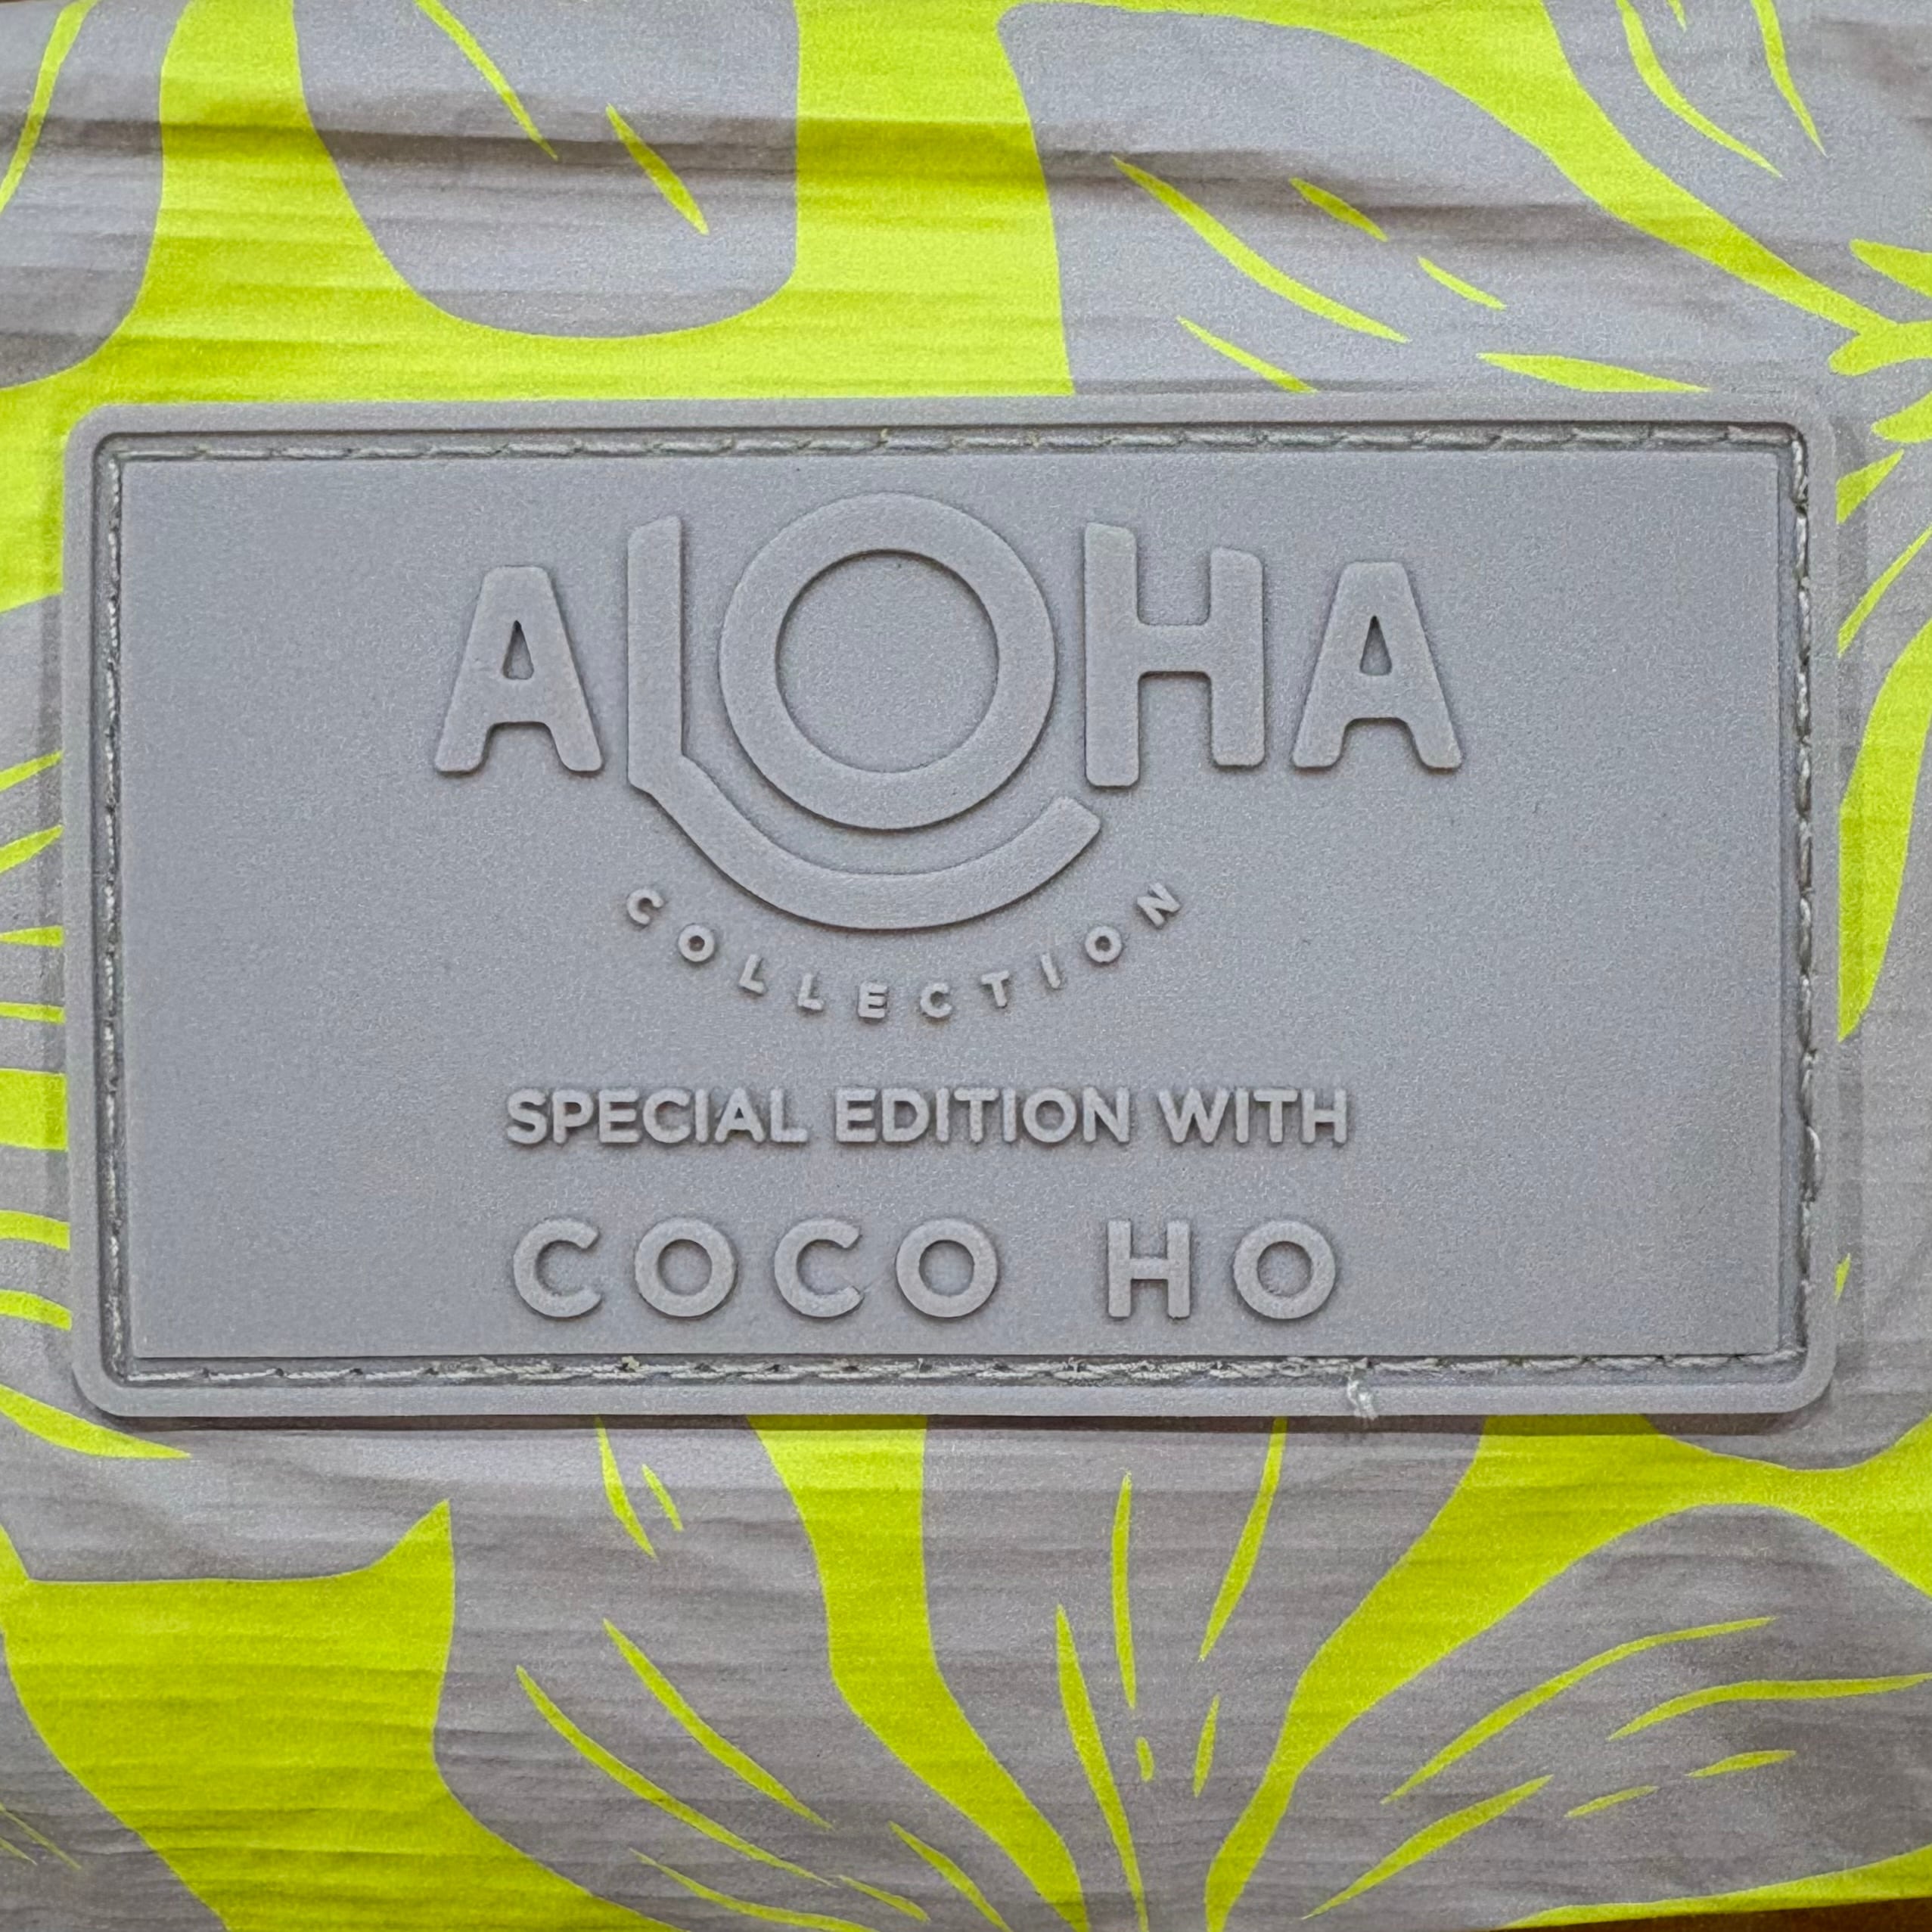 ALOHA
COLLECTION
SPECIAL EDITION WITH
COCO HO